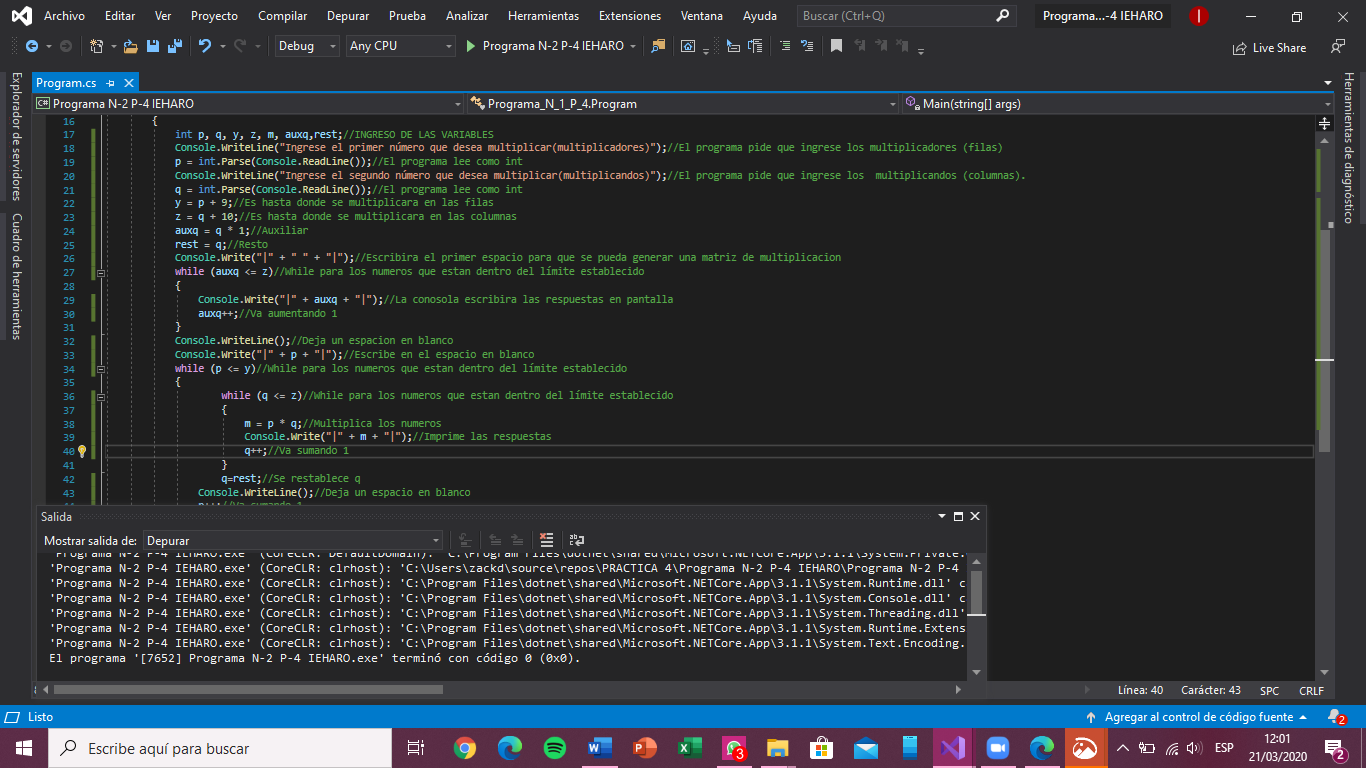 Archivo Editar Ver Proyecto Compilar Depurar Prueba Analizar Herramientas Extensiones Ventana Ayuda Buscar (Ctrl+Q) Programa...-4 IEHARO I
Debug Any CPU Programa N-2 P-4 IEHARO Live Share
Explorador de servidores
Cuadro de herramientas
Herramientas de diagnóstico
Program.cs
C# Programa N-2 P-4 IEHARO Programa_N_1_P_4.Program Main(string[] args)
16 {
17 int p, q, y, z, m, auxq,rest;//INGRESO DE LAS VARIABLES
18 Console.WriteLine("Ingrese el primer número que desea multiplicar(multiplicadores)");//El programa pide que ingrese los multiplicadores (filas)
19 p = int.Parse(Console.ReadLine());//El programa lee como int
20 Console.WriteLine("Ingrese el segundo número que desea multiplicar(multiplicandos)");//El programa pide que ingrese los  multiplicandos (columnas).
21 q = int.Parse(Console.ReadLine());//El programa lee como int
22 y = p + 9;//Es hasta donde se multiplicara en las filas
23 z = q + 10;//Es hasta donde se multiplicara en las columnas
24 auxq = q * 1;//Auxiliar
25 rest = q;//Resto
26 Console.Write("|" + " " + "|");//Escribira el primer espacio para que se pueda generar una matriz de multiplicacion
27 while (auxq <= z)//While para los numeros que estan dentro del límite establecido
28 {
29 Console.Write("|" + auxq + "|");//La conosola escribira las respuestas en pantalla
30 auxq++;//Va aumentando 1
31 }
32 Console.WriteLine();//Deja un espacion en blanco
33 Console.Write("|" + p + "|");//Escribe en el espacio en blanco
34 while (p <= y)//While para los numeros que estan dentro del límite establecido
35 {
36 while (q <= z)//While para los numeros que estan dentro del límite establecido
37 {
38 m = p * q;//Multiplica los numeros
39 Console.Write("|" + m + "|");//Imprime las respuestas
40 q++;//Va sumando 1
41 }
42 q=rest;//Se restablece q
43 Console.WriteLine();//Deja un espacio en blanco
Salida
Mostrar salida de: Depurar
'Programa N-2 P-4 IEHARO.exe' (CoreCLR: DefaultDomain): 'C:\Program Files\dotnet\shared\Microsoft.NETCore.App\3.1.1\System.Private.
'Programa N-2 P-4 IEHARO.exe' (CoreCLR: clrhost): 'C:\Users\zackd\source\repos\PRACTICA 4\Programa N-2 P-4 IEHARO\Programa N-2 P-4
'Programa N-2 P-4 IEHARO.exe' (CoreCLR: clrhost): 'C:\Program Files\dotnet\shared\Microsoft.NETCore.App\3.1.1\System.Runtime.dll' c
'Programa N-2 P-4 IEHARO.exe' (CoreCLR: clrhost): 'C:\Program Files\dotnet\shared\Microsoft.NETCore.App\3.1.1\System.Console.dll' c
'Programa N-2 P-4 IEHARO.exe' (CoreCLR: clrhost): 'C:\Program Files\dotnet\shared\Microsoft.NETCore.App\3.1.1\System.Threading.dll'
'Programa N-2 P-4 IEHARO.exe' (CoreCLR: clrhost): 'C:\Program Files\dotnet\shared\Microsoft.NETCore.App\3.1.1\System.Runtime.Extens
'Programa N-2 P-4 IEHARO.exe' (CoreCLR: clrhost): 'C:\Program Files\dotnet\shared\Microsoft.NETCore.App\3.1.1\System.Text.Encoding.
El programa '[7652] Programa N-2 P-4 IEHARO.exe' terminó con código 0 (0x0).
Línea: 40 Carácter: 43 SPC CRLF
Listo Agregar al control de código fuente 2
Escribe aquí para buscar 3 ESP 12:01 2
21/03/2020